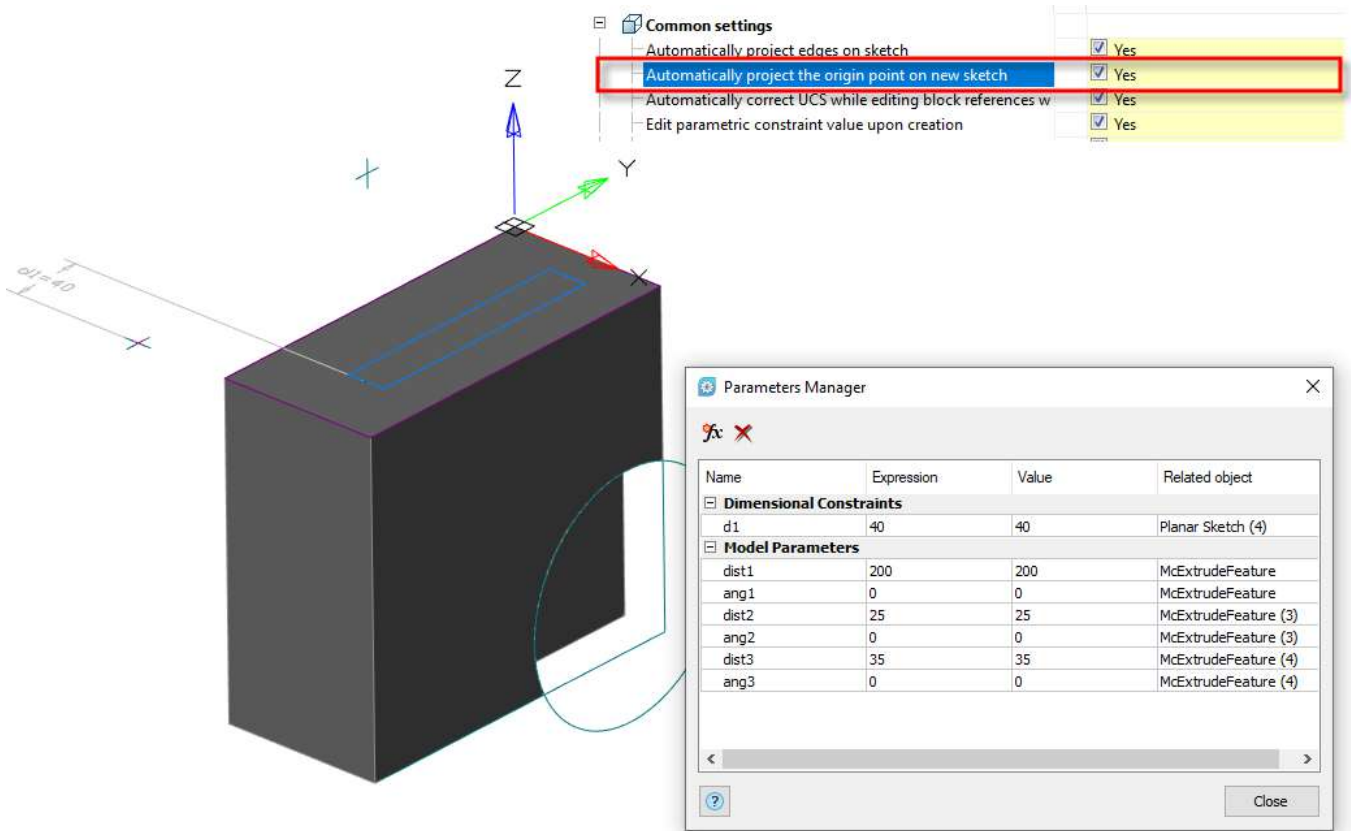 Common settings
Automatically project edges on sketch Yes
Automatically project the origin point on new sketch Yes
Automatically correct UCS while editing block references w Yes
Edit parametric constraint value upon creation Yes
Z
Y
X
d1=40
Parameters Manager
fx
Name Expression Value Related object
Dimensional Constraints
d1 40 40 Planar Sketch (4)
Model Parameters
dist1 200 200 McExtrudeFeature
ang1 0 0 McExtrudeFeature
dist2 25 25 McExtrudeFeature (3)
ang2 0 0 McExtrudeFeature (3)
dist3 35 35 McExtrudeFeature (4)
ang3 0 0 McExtrudeFeature (4)
Close